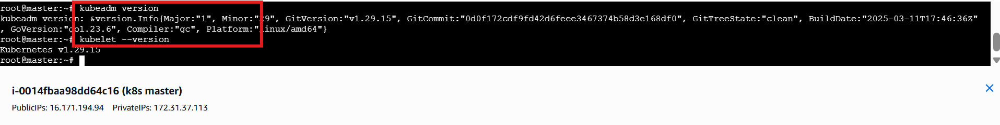 root@master:~# kubeadm version
kubeadm version: &version.Info{Major:"1", Minor:"29", GitVersion:"v1.29.15", GitCommit:"0d0f172cdf9fd42d6feee3467374b58d3e168df0", GitTreeState:"clean", BuildDate:"2025-03-11T17:46:36Z"
, GoVersion:"go1.23.6", Compiler:"gc", Platform:"linux/amd64"}
root@master:~# kubelet --version
Kubernetes v1.29.15
root@master:~#
i-0014fbaa98dd64c16 (k8s master)
PublicIPs: 16.171.194.94 PrivateIPs: 172.31.37.113